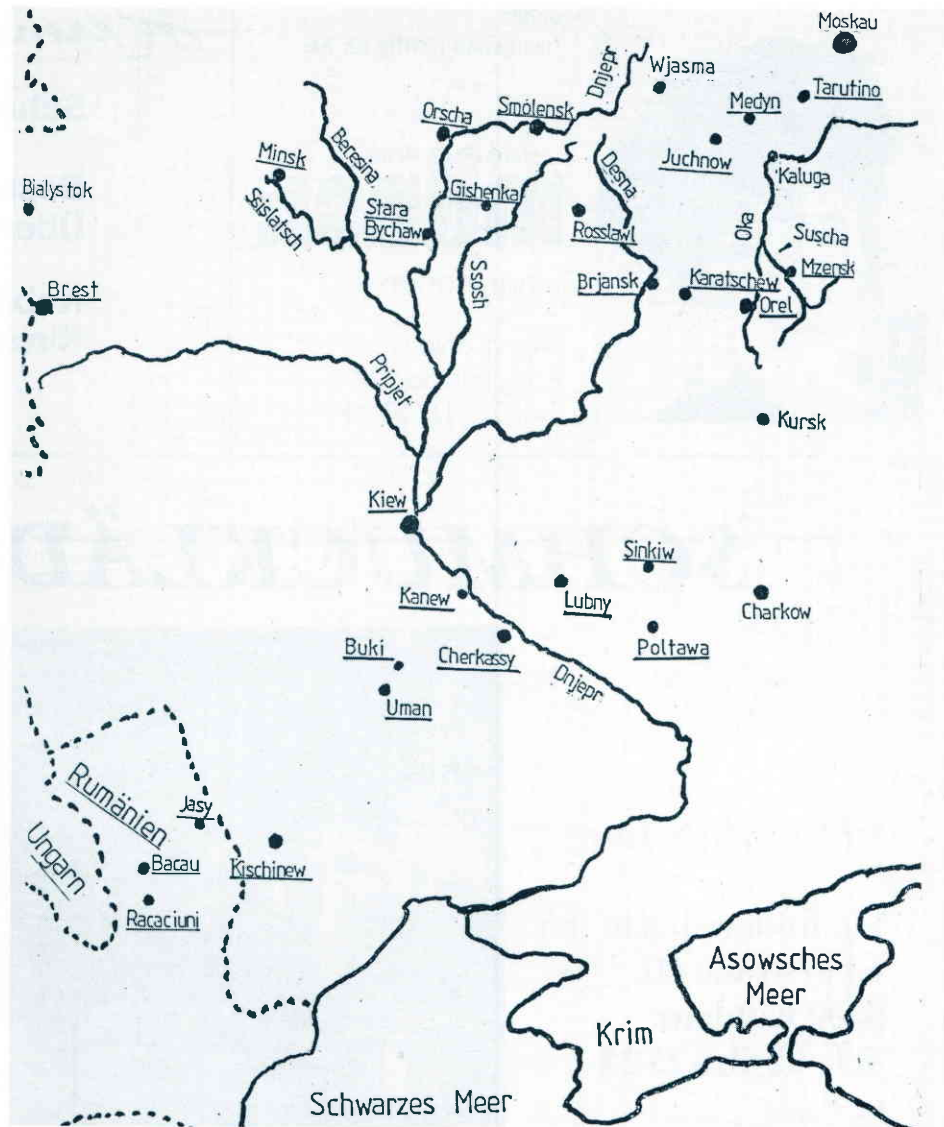 Moskau
Dnjepr
Wjasma
Tarutino
Smolensk
Medyn
Orscha
Juchnow
Beresina
Minsk
Desna
Kaluga
Bialystok
Gishenka
Stara
Bychaw
Rosslawl
Oka
Suscha
Ssislatsch
Mzensk
Ssosh
Brjansk
Karatschew
Brest
Orel
Pripjet
Kursk
Kiew
Sinkiw
Kanew
Lubny
Charkow
Buki
Cherkassy
Poltawa
Dnjepr
Uman
Rumänien
Jasy
Ungarn
Bacau
Kischinew
Racaciuni
Asowsches
Meer
Krim
Schwarzes Meer